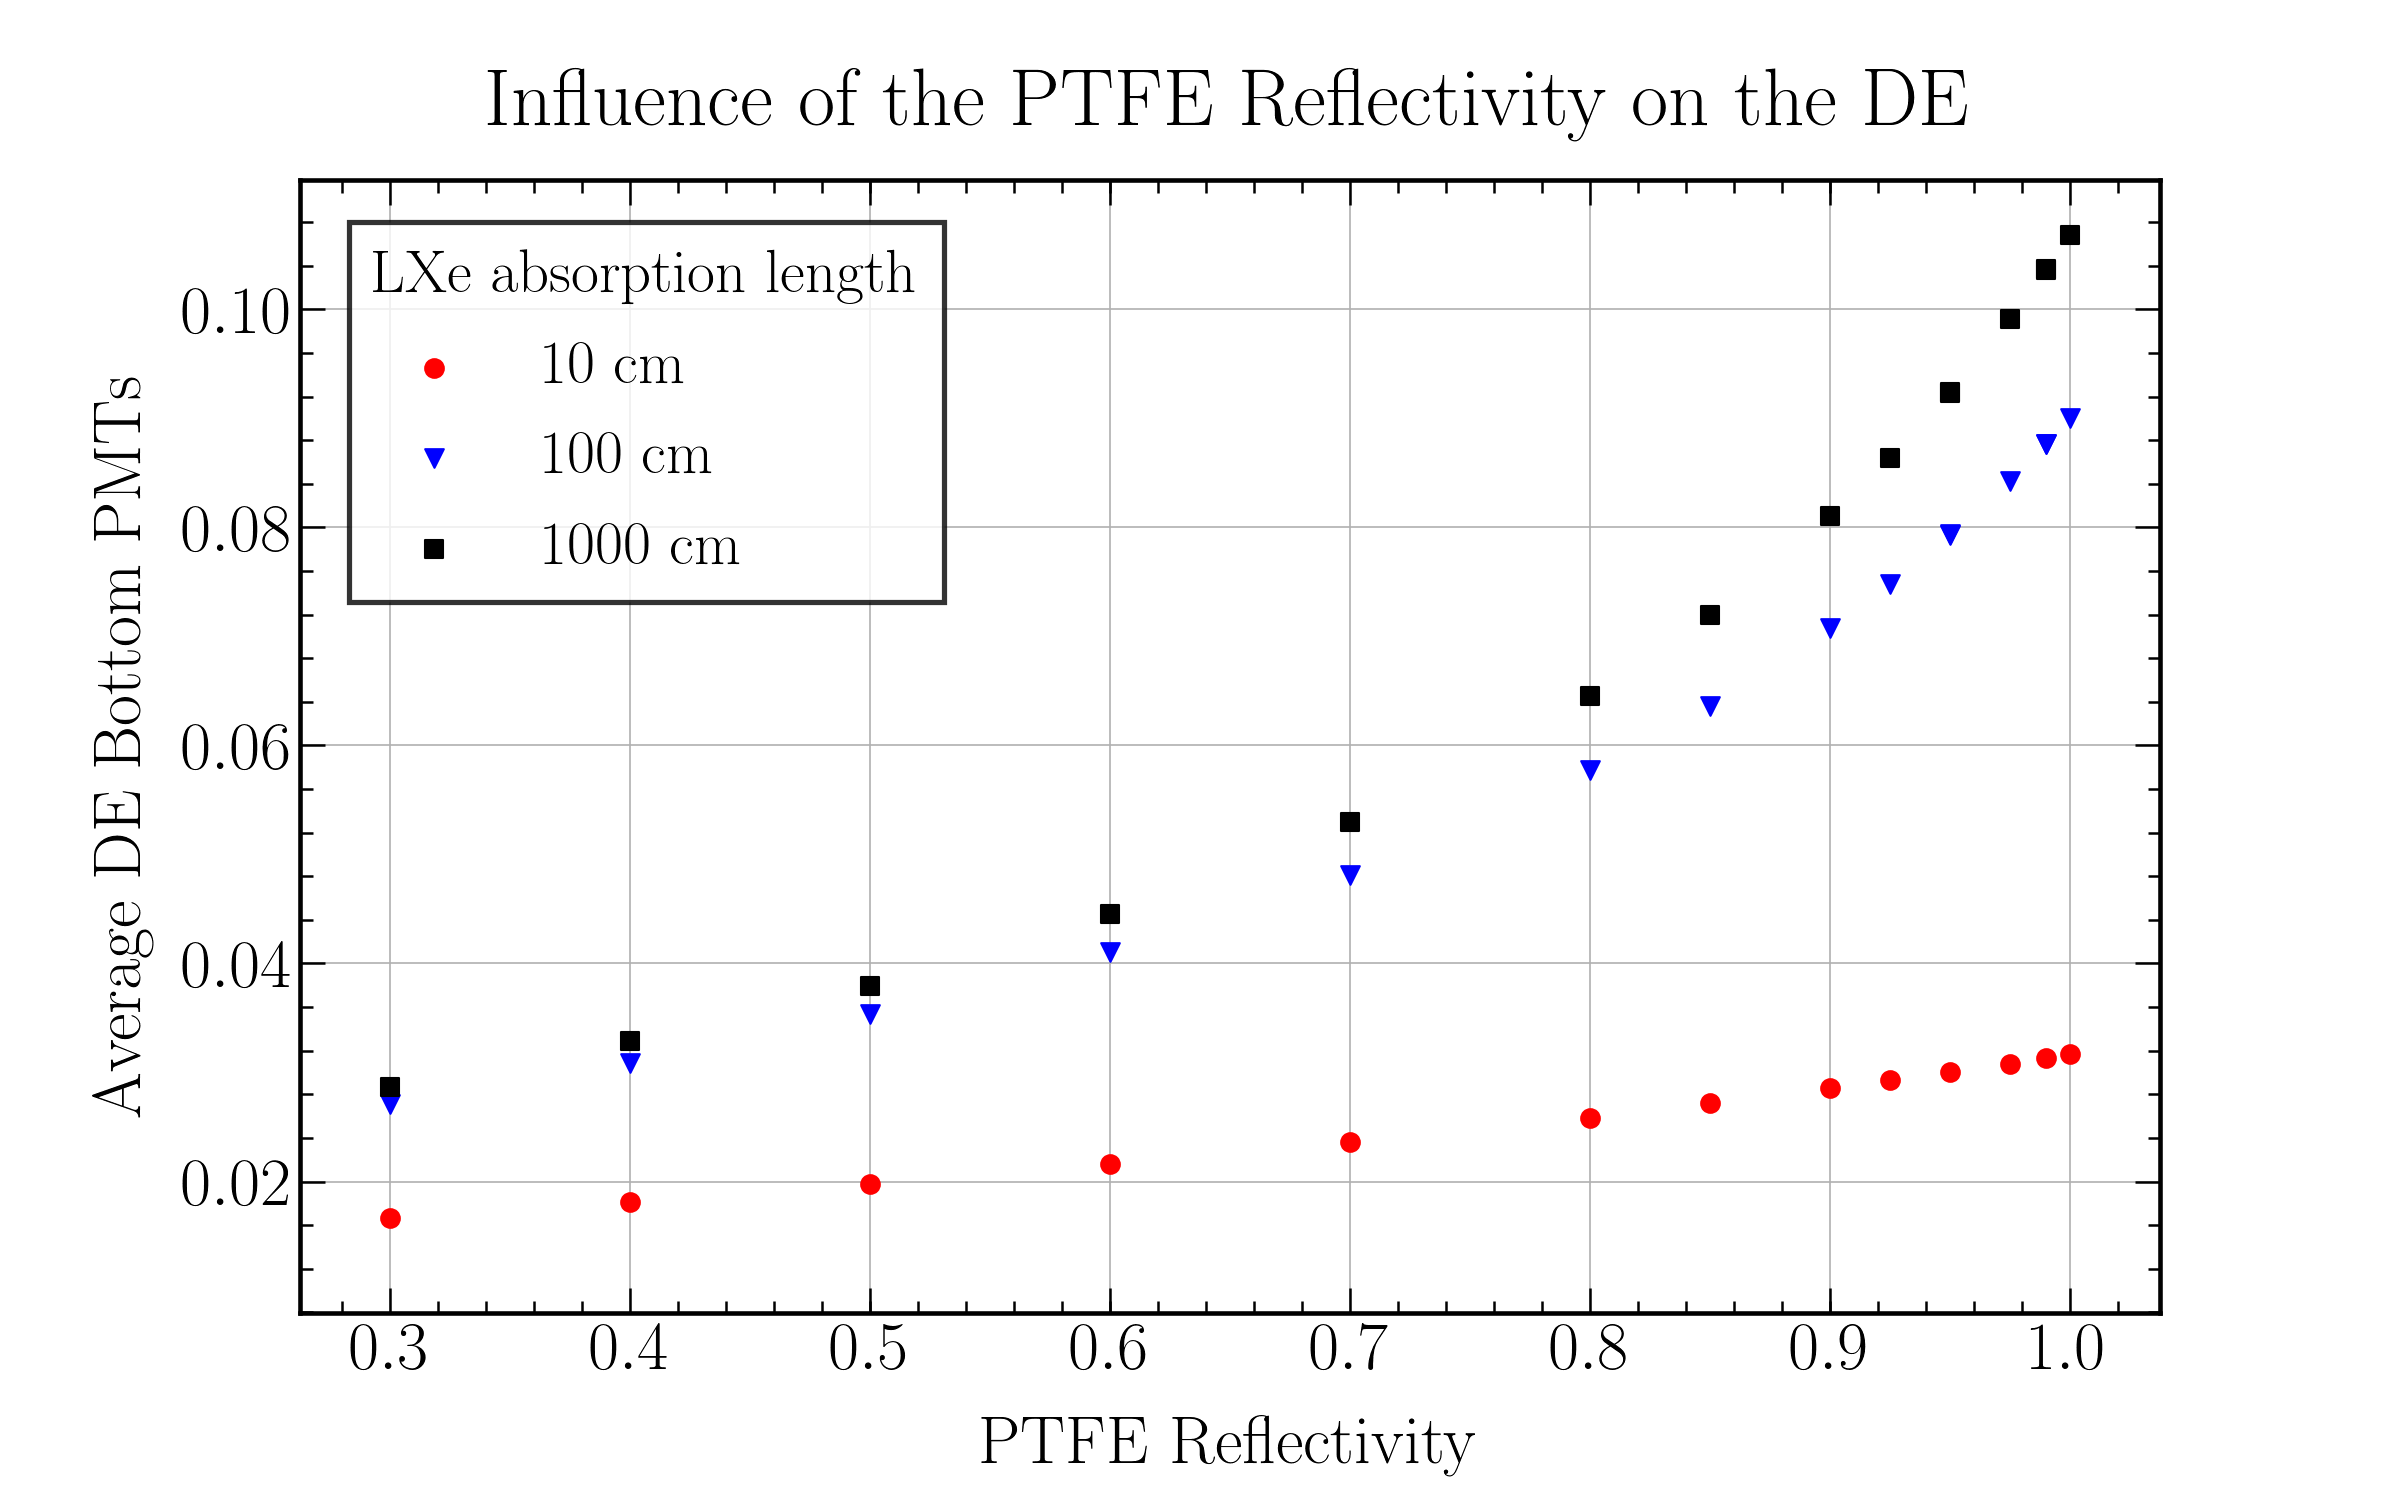 Influence of the PTFE Reflectivity on the DE
LXe absorption length
10 cm
100 cm
1000 cm
Average DE Bottom PMTs
0.10
0.08
0.06
0.04
0.02
0.3 0.4 0.5 0.6 0.7 0.8 0.9 1.0
PTFE Reflectivity